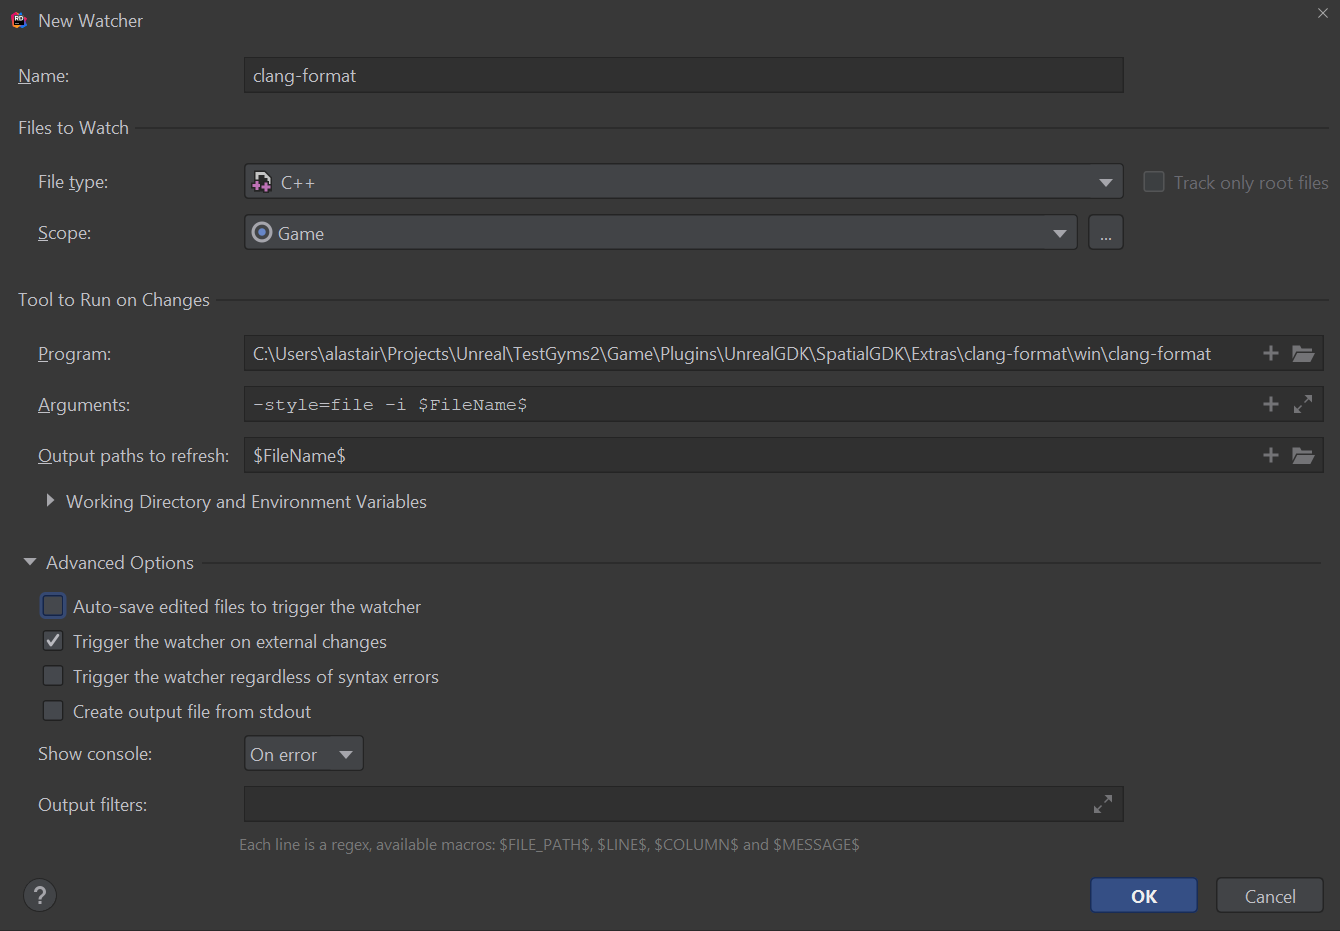 New Watcher
Name:
clang-format
Files to Watch
File type:
C++
Track only root files
Scope:
Game
...
Tool to Run on Changes
Program:
C:\Users\alastair\Projects\Unreal\TestGyms2\Game\Plugins\UnrealGDK\SpatialGDK\Extras\clang-format\win\clang-format
Arguments:
-style=file -i $FileName$
Output paths to refresh:
$FileName$
Working Directory and Environment Variables
Advanced Options
Auto-save edited files to trigger the watcher
Trigger the watcher on external changes
Trigger the watcher regardless of syntax errors
Create output file from stdout
Show console:
On error
Output filters:
Each line is a regex, available macros: $FILE_PATH$, $LINE$, $COLUMN$ and $MESSAGE$
?
OK
Cancel